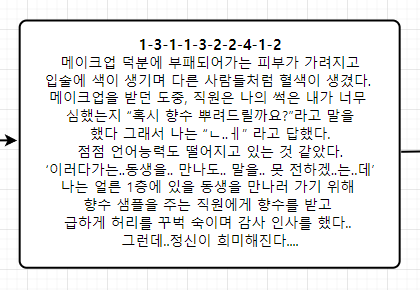 1-3-1-1-3-2-2-4-1-2
메이크업 덕분에 부패되어가는 피부가 가려지고
입술에 색이 생기며 다른 사람들처럼 혈색이 생겼다.
메이크업을 받던 도중, 직원은 나의 썩은 내가 너무
심했는지 “혹시 향수 뿌려드릴까요?”라고 말을
했다 그래서 나는 “ㄴ..ㅔ” 라고 답했다.
점점 언어능력도 떨어지고 있는 것 같았다.
‘이러다가는..동생을.. 만나도.. 말을.. 못 전하겠..는..데’
나는 얼른 1층에 있을 동생을 만나러 가기 위해
향수 샘플을 주는 직원에게 향수를 받고
급하게 허리를 꾸벅 숙이며 감사 인사를 했다..
그런데..정신이 희미해진다....